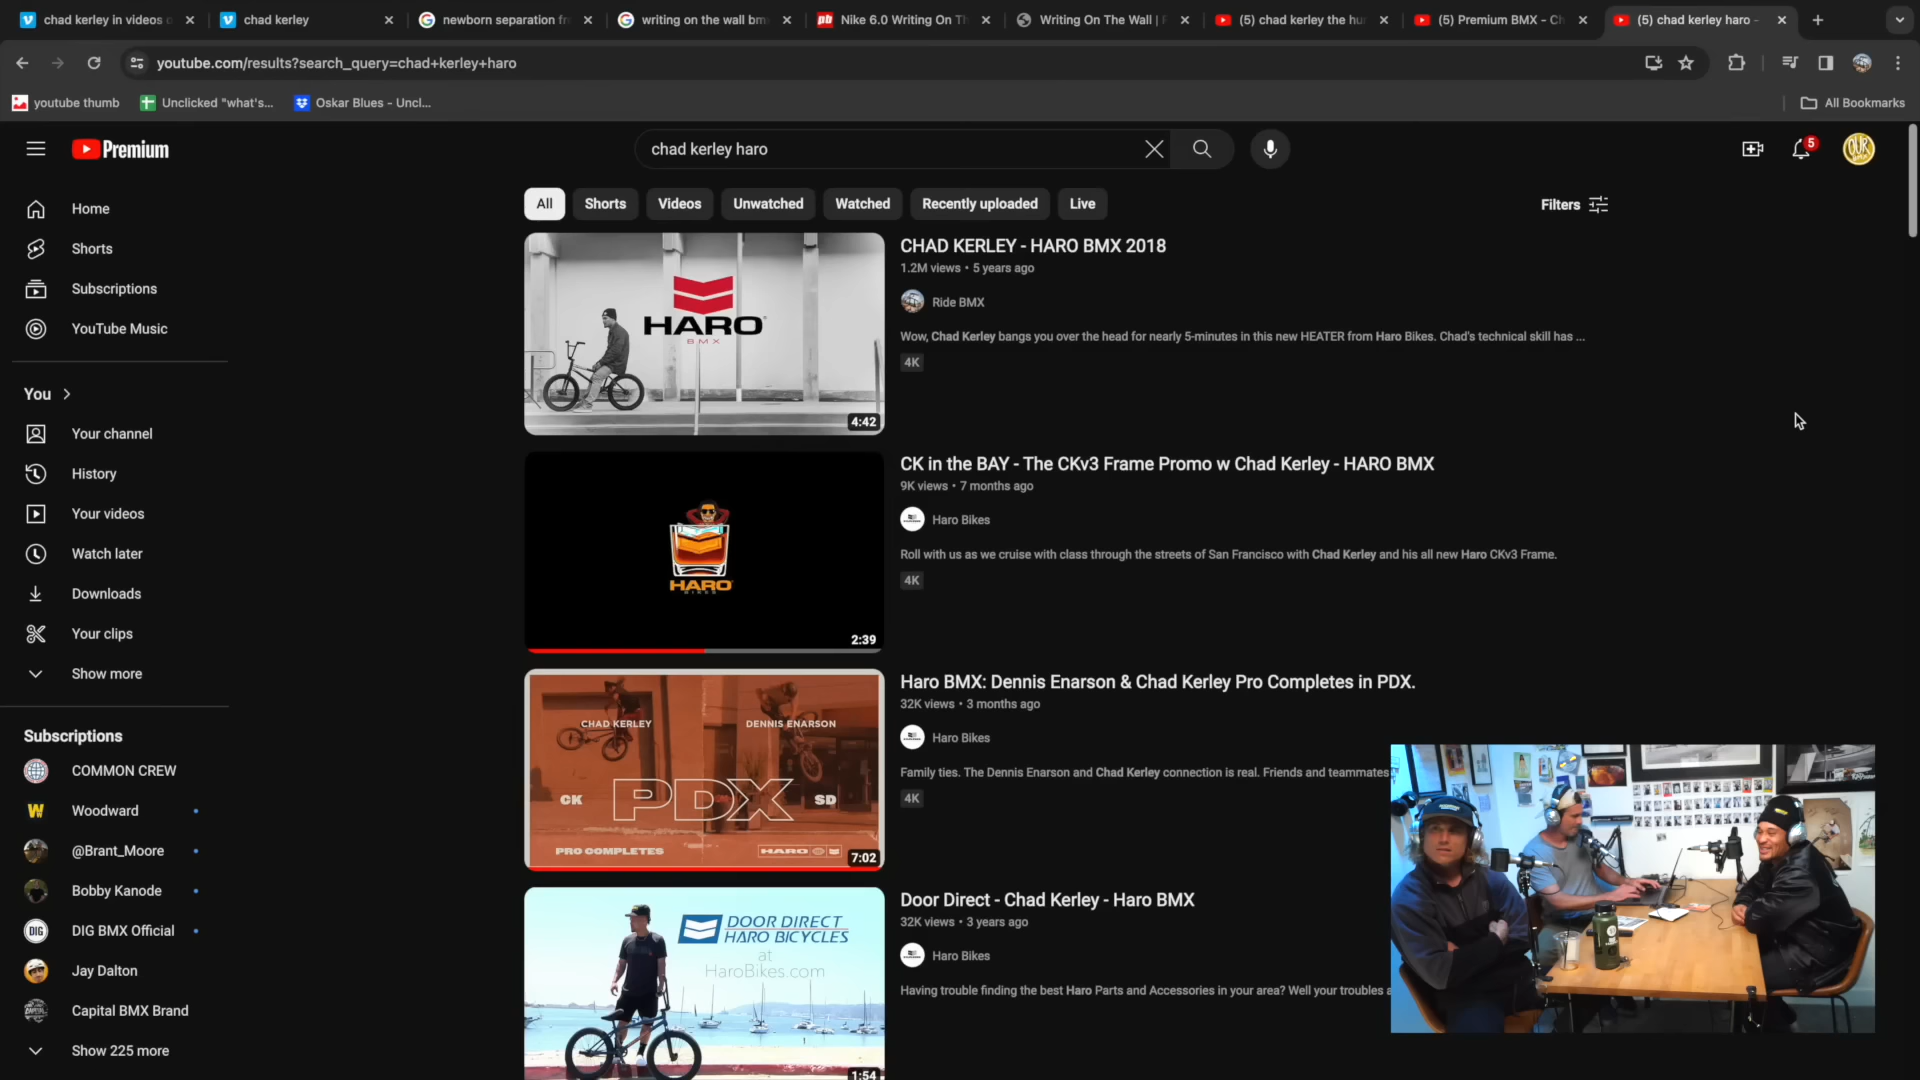 chad kerley in videos o
chad kerley
newborn separation fr
writing on the wall bm
Nike 6.0 Writing On Th
Writing On The Wall | F
(5) chad kerley the hu
(5) Premium BMX - Ch
(5) chad kerley haro -
youtube.com/results?search_query=chad+kerley+haro
youtube thumb
Unclicked "what's...
Oskar Blues - Uncl...
All Bookmarks
Premium
chad kerley haro
5
Home
Shorts
Subscriptions
YouTube Music
You
Your channel
History
Your videos
Watch later
Downloads
Your clips
Show more
Subscriptions
COMMON CREW
Woodward
@Brant_Moore
Bobby Kanode
DIG BMX Official
Jay Dalton
Capital BMX Brand
Show 225 more
All
Shorts
Videos
Unwatched
Watched
Recently uploaded
Live
Filters
HARO
BMX
4:42
CHAD KERLEY - HARO BMX 2018
1.2M views • 5 years ago
Ride BMX
Wow, Chad Kerley bangs you over the head for nearly 5-minutes in this new HEATER from Haro Bikes. Chad's technical skill has ...
4K
HARO
BIKES
2:39
CK in the BAY - The CKv3 Frame Promo w Chad Kerley - HARO BMX
9K views • 7 months ago
Haro Bikes
Roll with us as we cruise with class through the streets of San Francisco with Chad Kerley and his all new Haro CKv3 Frame.
4K
CHAD KERLEY
DENNIS ENARSON
CK
PDX
SD
PRO COMPLETES
HARO
7:02
Haro BMX: Dennis Enarson & Chad Kerley Pro Completes in PDX.
32K views • 3 months ago
Haro Bikes
Family ties. The Dennis Enarson and Chad Kerley connection is real. Friends and teammates
4K
DOOR DIRECT
HARO BICYCLES
at
HaroBikes.com
1:54
Door Direct - Chad Kerley - Haro BMX
32K views • 3 years ago
Haro Bikes
Having trouble finding the best Haro Parts and Accessories in your area? Well your troubles a